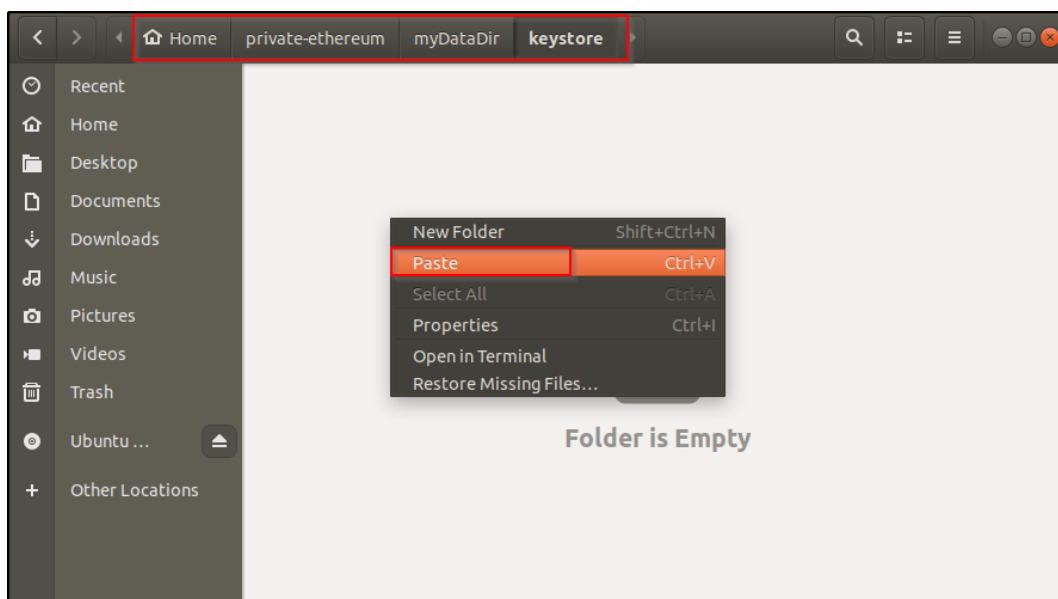 Home private-ethereum myDataDir keystore
Recent
Home
Desktop
Documents
Downloads
Music
Pictures
Videos
Trash
Ubuntu ...
Other Locations
New Folder Shift+Ctrl+N
Paste Ctrl+V
Select All Ctrl+A
Properties Ctrl+I
Open in Terminal
Restore Missing Files...
Folder is Empty